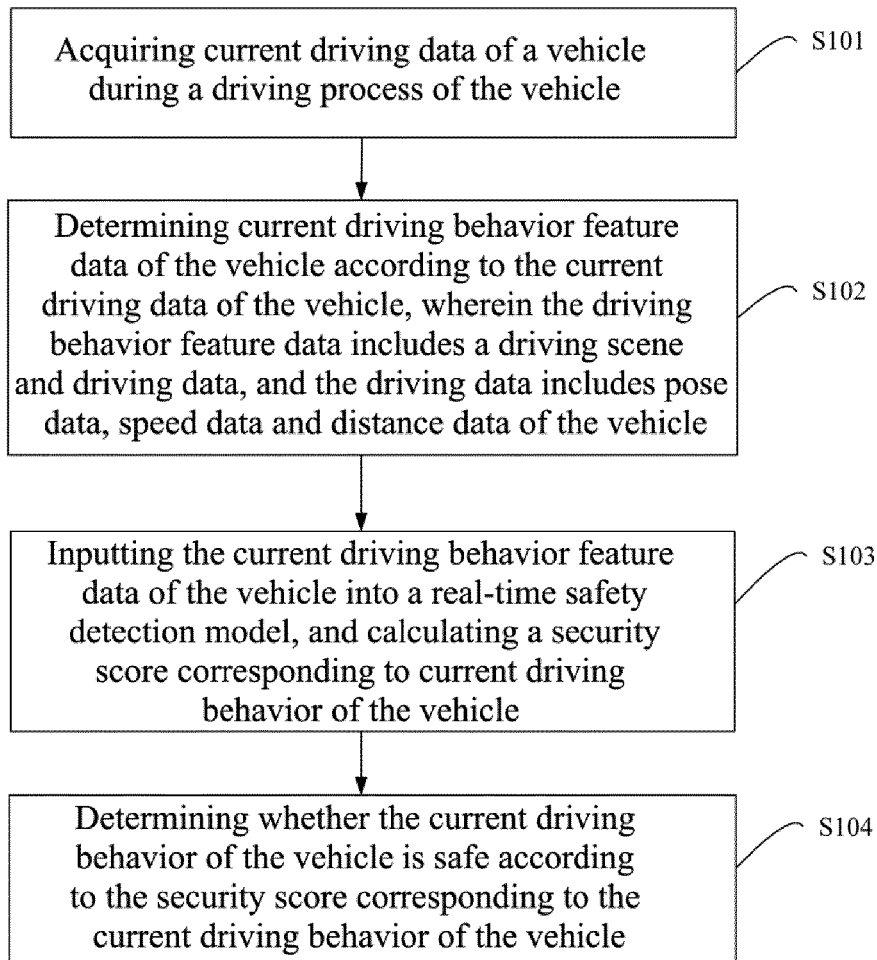 Acquiring current driving data of a vehicle
during a driving process of the vehicle
S101
Determining current driving behavior feature
data of the vehicle according to the current
driving data of the vehicle, wherein the driving
behavior feature data includes a driving scene
and driving data, and the driving data includes pose
data, speed data and distance data of the vehicle
S102
Inputting the current driving behavior feature
data of the vehicle into a real-time safety
detection model, and calculating a security
score corresponding to current driving
behavior of the vehicle
S103
Determining whether the current driving
behavior of the vehicle is safe according
to the security score corresponding to the
current driving behavior of the vehicle
S104